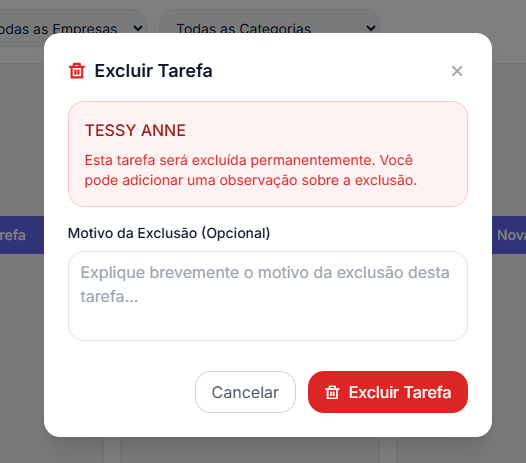 odas as Empresas
Todas as Categorias
Excluir Tarefa
TESSY ANNE
Esta tarefa será excluída permanentemente. Você
pode adicionar uma observação sobre a exclusão.
refa
Nova
Motivo da Exclusão (Opcional)
Explique brevemente o motivo da exclusão desta
tarefa...
Cancelar
Excluir Tarefa